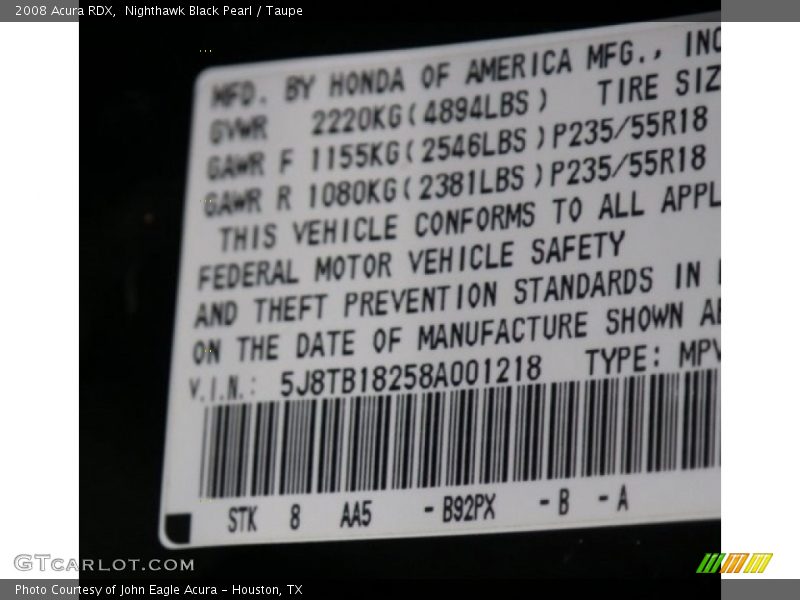 2008 Acura RDX,  Nighthawk Black Pearl / Taupe
MFD. BY HONDA OF AMERICA MFG., INC
GVWR 2220KG(4894LBS) TIRE SIZ
GAWR F 1155KG(2546LBS)P235/55R18
GAWR R 1080KG(2381LBS)P235/55R18
THIS VEHICLE CONFORMS TO ALL APPL
FEDERAL MOTOR VEHICLE SAFETY
AND THEFT PREVENTION STANDARDS IN
ON THE DATE OF MANUFACTURE SHOWN AB
V.I.N.: 5J8TB18258A001218 TYPE: MPV
STK 8 AA5 -B92PX -B -A
GTCARLOT.COM
Photo Courtesy of John Eagle Acura - Houston, TX